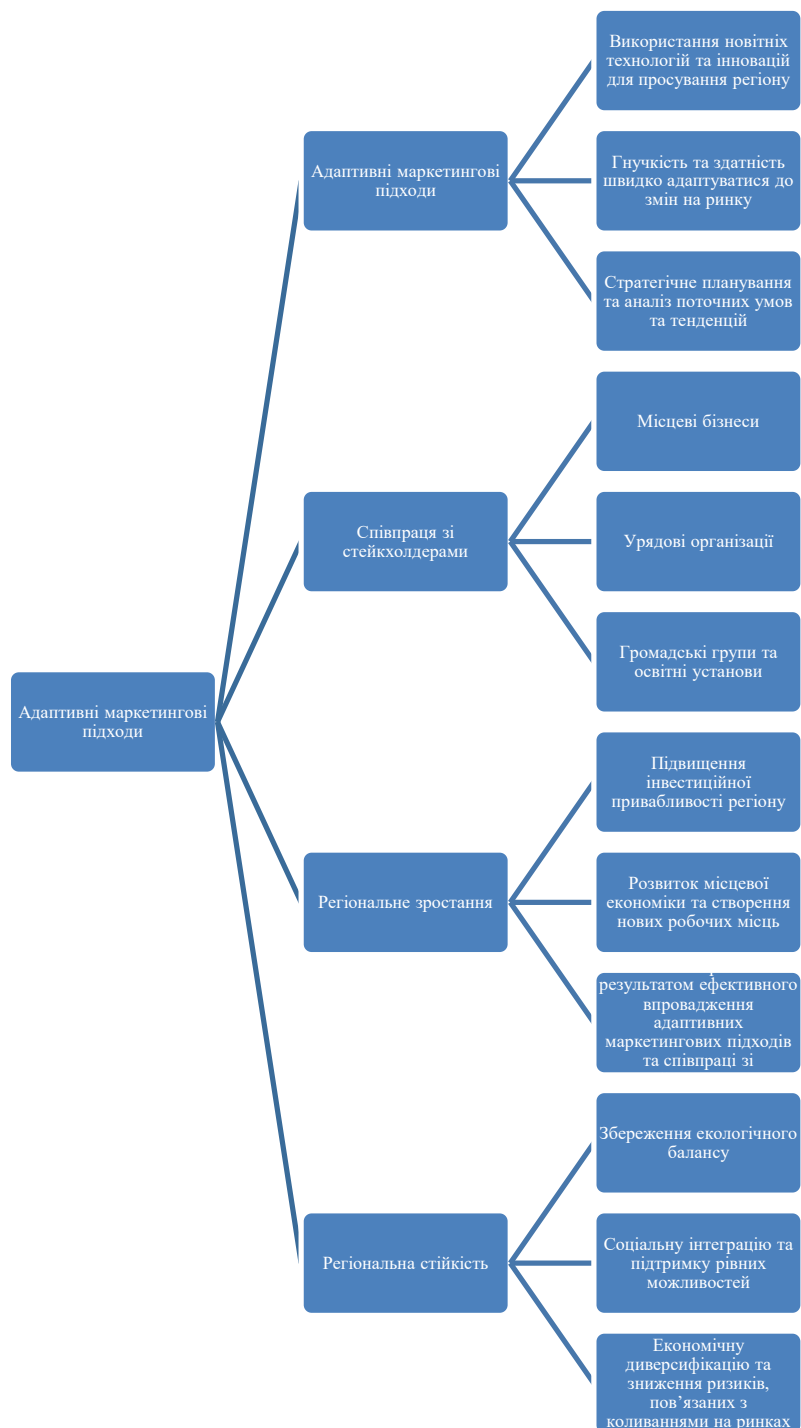 Використання новітніх
технологій та інновацій
для просування регіону
Адаптивні маркетингові
підходи
Гнучкість та здатність
швидко адаптуватися до
змін на ринку
Стратегічне планування
та аналіз поточних умов
та тенденцій
Місцеві бізнеси
Співпраця зі
стейкхолдерами
Урядові організації
Громадські групи та
освітні установи
Адаптивні маркетингові
підходи
Підвищення
інвестиційної
привабливості регіону
Регіональне зростання
Розвиток місцевої
економіки та створення
нових робочих місць
результатом ефективного
впровадження
адаптивних
маркетингових підходів
та співпраці зі
Збереження екологічного
балансу
Регіональна стійкість
Соціальну інтеграцію та
підтримку рівних
можливостей
Економічну
диверсифікацію та
зниження ризиків,
пов’язаних з
коливаннями на ринках